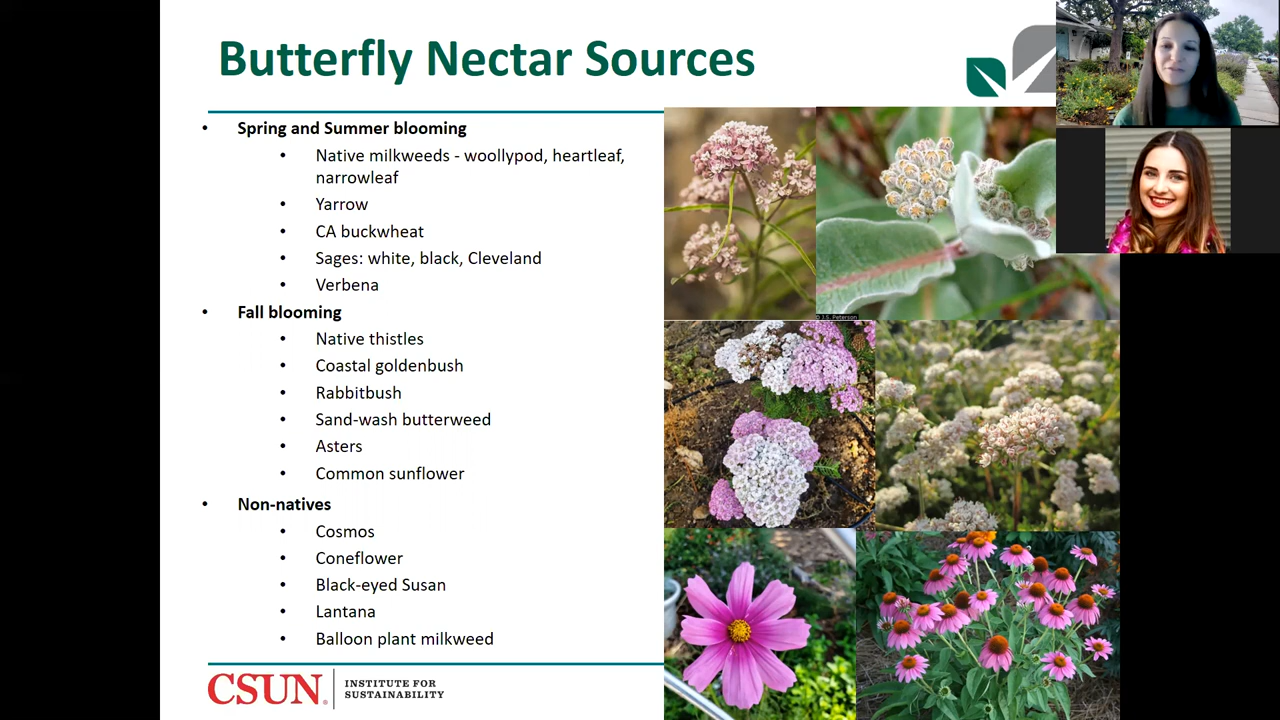 Butterfly Nectar Sources
• Spring and Summer blooming
• Native milkweeds - woollypod, heartleaf,
narrowleaf
• Yarrow
• CA buckwheat
• Sages: white, black, Cleveland
• Verbena
• Fall blooming
• Native thistles
• Coastal goldenbush
• Rabbitbush
• Sand-wash butterweed
• Asters
• Common sunflower
• Non-natives
• Cosmos
• Coneflower
• Black-eyed Susan
• Lantana
• Balloon plant milkweed
© J.S. Peterson
CSUN®
INSTITUTE FOR
SUSTAINABILITY